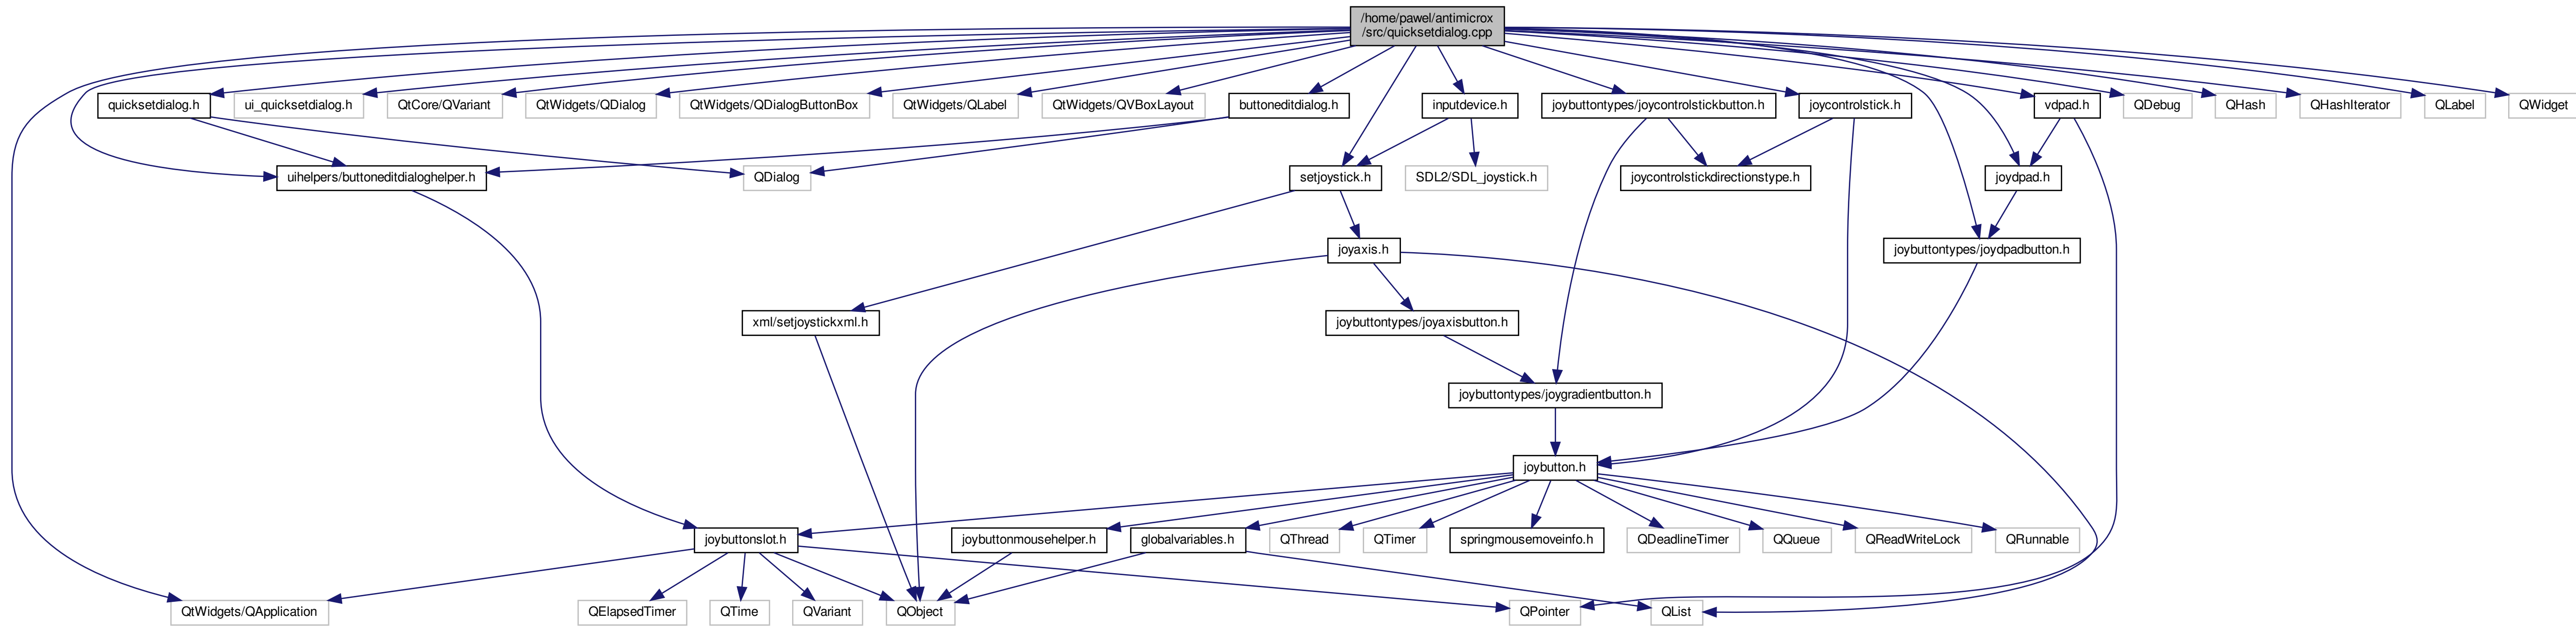 /home/pawel/antimicrox
/src/quicksetdialog.cpp
quicksetdialog.h
ui_quicksetdialog.h
QtCore/QVariant
QtWidgets/QDialog
QtWidgets/QDialogButtonBox
QtWidgets/QLabel
QtWidgets/QVBoxLayout
buttoneditdialog.h
inputdevice.h
joybuttontypes/joycontrolstickbutton.h
joycontrolstick.h
vdpad.h
QDebug
QHash
QHashIterator
QLabel
QWidget
uihelpers/buttoneditdialoghelper.h
QDialog
setjoystick.h
SDL2/SDL_joystick.h
joycontrolstickdirectionstype.h
joydpad.h
joyaxis.h
joybuttontypes/joydpadbutton.h
xml/setjoystickxml.h
joybuttontypes/joyaxisbutton.h
joybuttontypes/joygradientbutton.h
joybutton.h
joybuttonslot.h
joybuttonmousehelper.h
globalvariables.h
QThread
QTimer
springmousemoveinfo.h
QDeadlineTimer
QQueue
QReadWriteLock
QRunnable
QtWidgets/QApplication
QElapsedTimer
QTime
QVariant
QObject
QPointer
QList